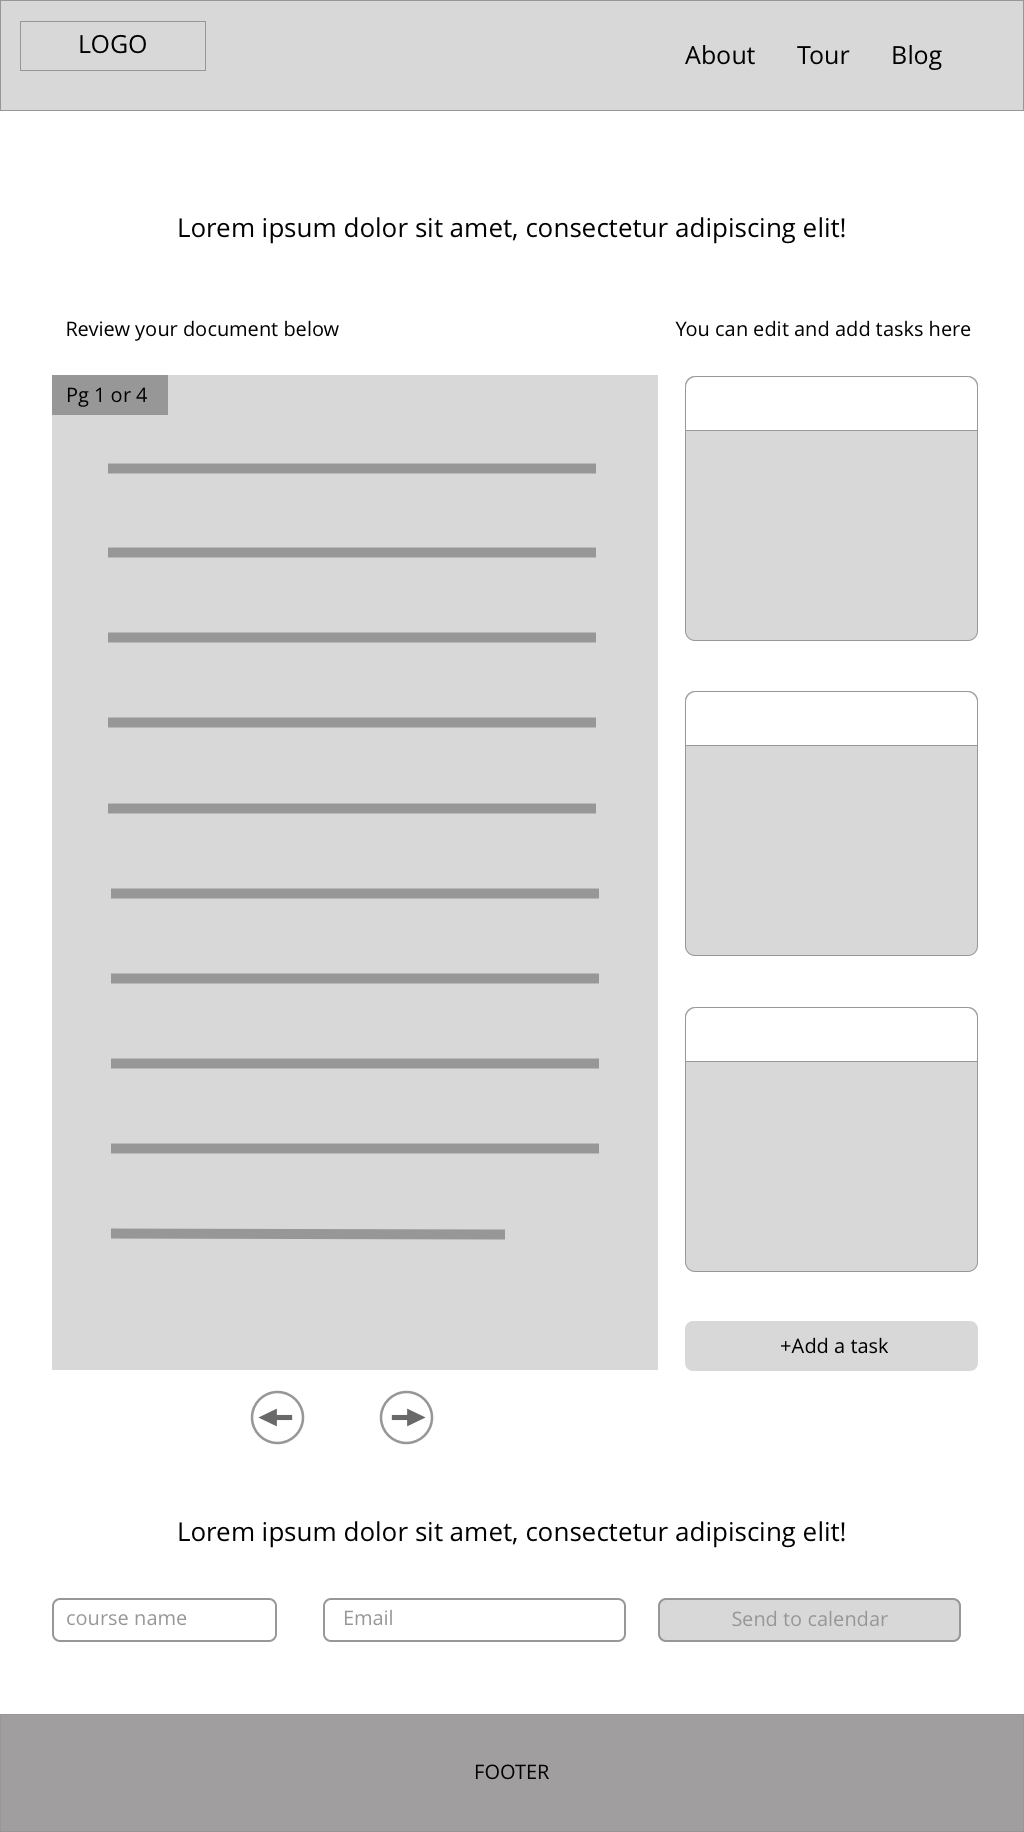 LOGO
About Tour Blog
Lorem ipsum dolor sit amet, consectetur adipiscing elit!
Review your document below
You can edit and add tasks here
Pg 1 or 4
+Add a task
Lorem ipsum dolor sit amet, consectetur adipiscing elit!
course name
Email
Send to calendar
FOOTER